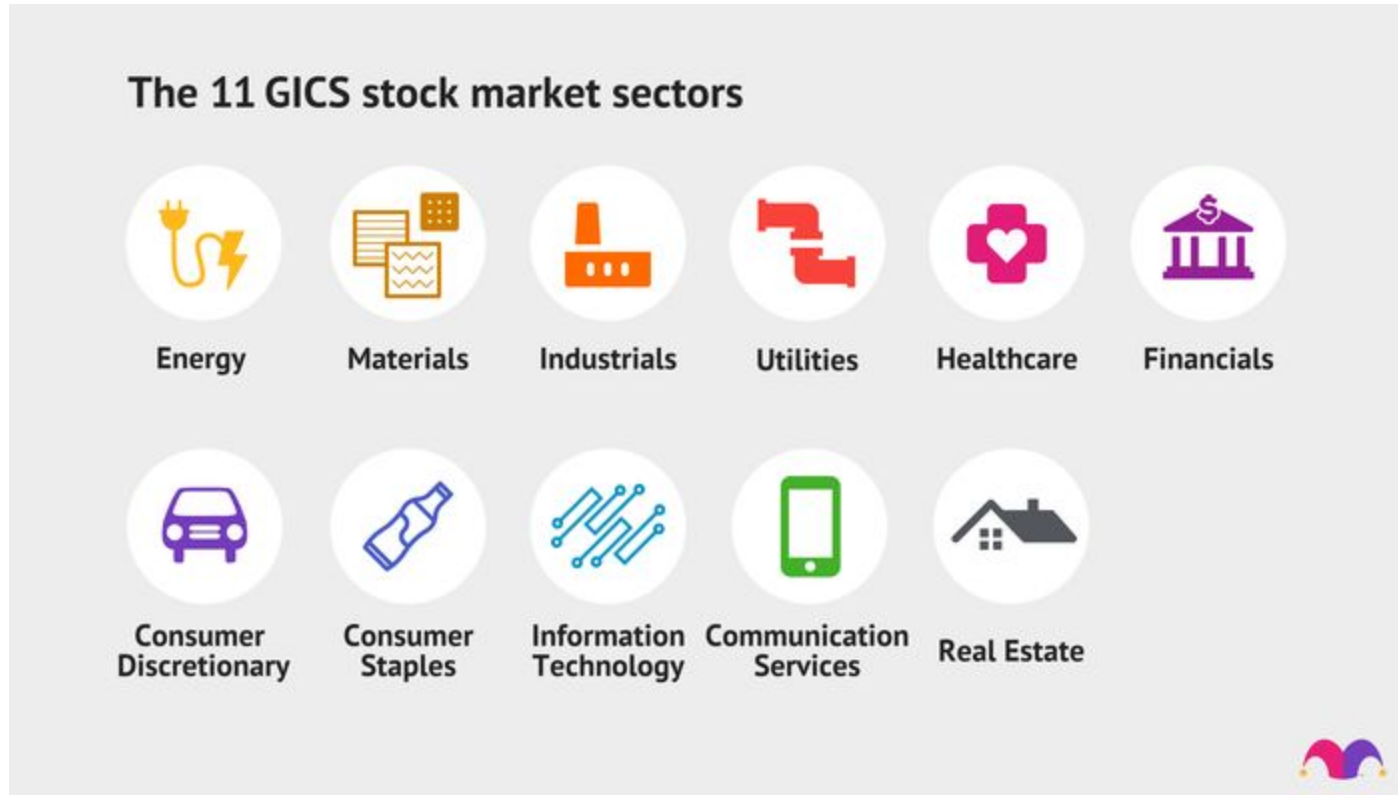 The 11 GICS stock market sectors
$
Energy
Materials
Industrials
Utilities
Healthcare
Financials
Consumer
Discretionary
Consumer
Staples
Information
Technology
Communication
Services
Real Estate